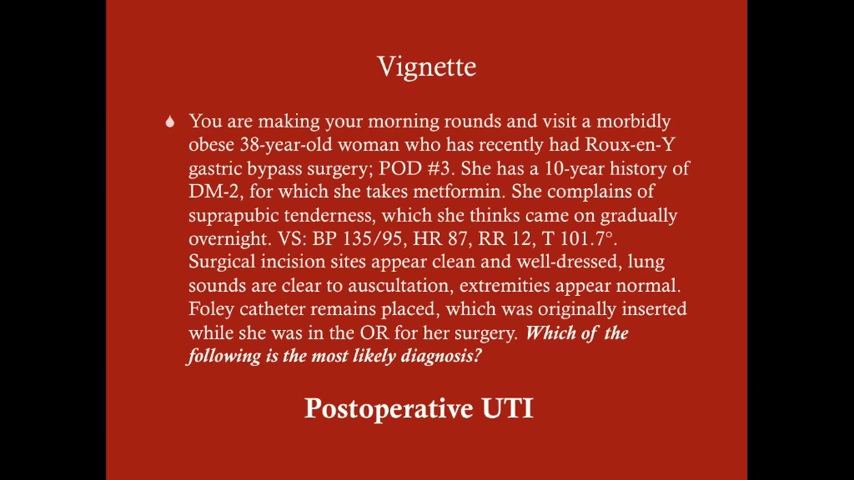 Vignette
You are making your morning rounds and visit a morbidly
obese 38-year-old woman who has recently had Roux-en-Y
gastric bypass surgery; POD #3. She has a 10-year history of
DM-2, for which she takes metformin. She complains of
suprapubic tenderness, which she thinks came on gradually
overnight. VS: BP 135/95, HR 87, RR 12, T 101.7°.
Surgical incision sites appear clean and well-dressed, lung
sounds are clear to auscultation, extremities appear normal.
Foley catheter remains placed, which was originally inserted
while she was in the OR for her surgery. Which of the
following is the most likely diagnosis?
Postoperative UTI